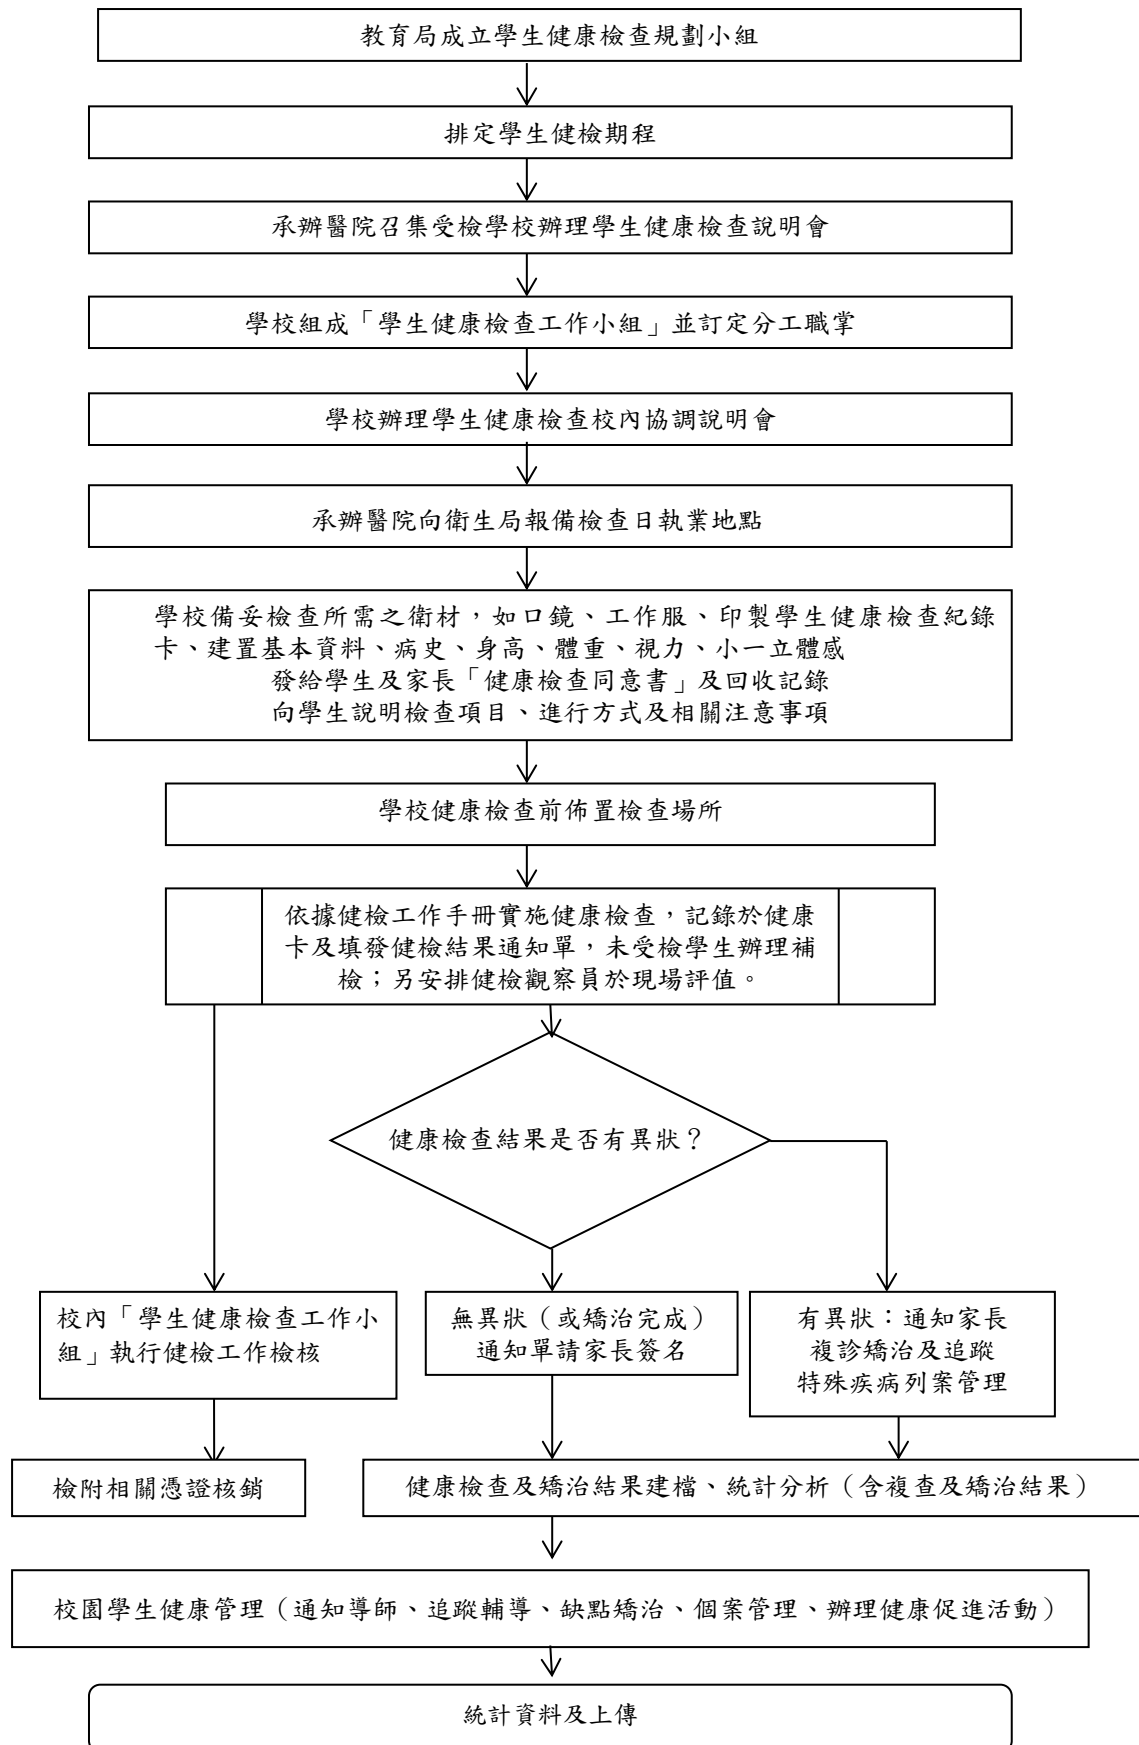 教育局成立學生健康檢查規劃小組
排定學生健檢期程
承辦醫院召集受檢學校辦理學生健康檢查說明會
學校組成「學生健康檢查工作小組」並訂定分工職掌
學校辦理學生健康檢查校內協調說明會
承辦醫院向衛生局報備檢查日執業地點
學校備妥檢查所需之衛材，如口鏡、工作服、印製學生健康檢查紀錄
卡、建置基本資料、病史、身高、體重、視力、小一立體感
發給學生及家長「健康檢查同意書」及回收記錄
向學生說明檢查項目、進行方式及相關注意事項
學校健康檢查前佈置檢查場所
依據健檢工作手冊實施健康檢查，記錄於健康
卡及填發健檢結果通知單，未受檢學生辦理補
檢；另安排健檢觀察員於現場評值。
健康檢查結果是否有異狀？
校內「學生健康檢查工作小
組」執行健檢工作檢核
無異狀（或矯治完成）
通知單請家長簽名
有異狀：通知家長
複診矯治及追蹤
特殊疾病列案管理
檢附相關憑證核銷
健康檢查及矯治結果建檔、統計分析（含複查及矯治結果）
校園學生健康管理（通知導師、追蹤輔導、缺點矯治、個案管理、辦理健康促進活動）
統計資料及上傳